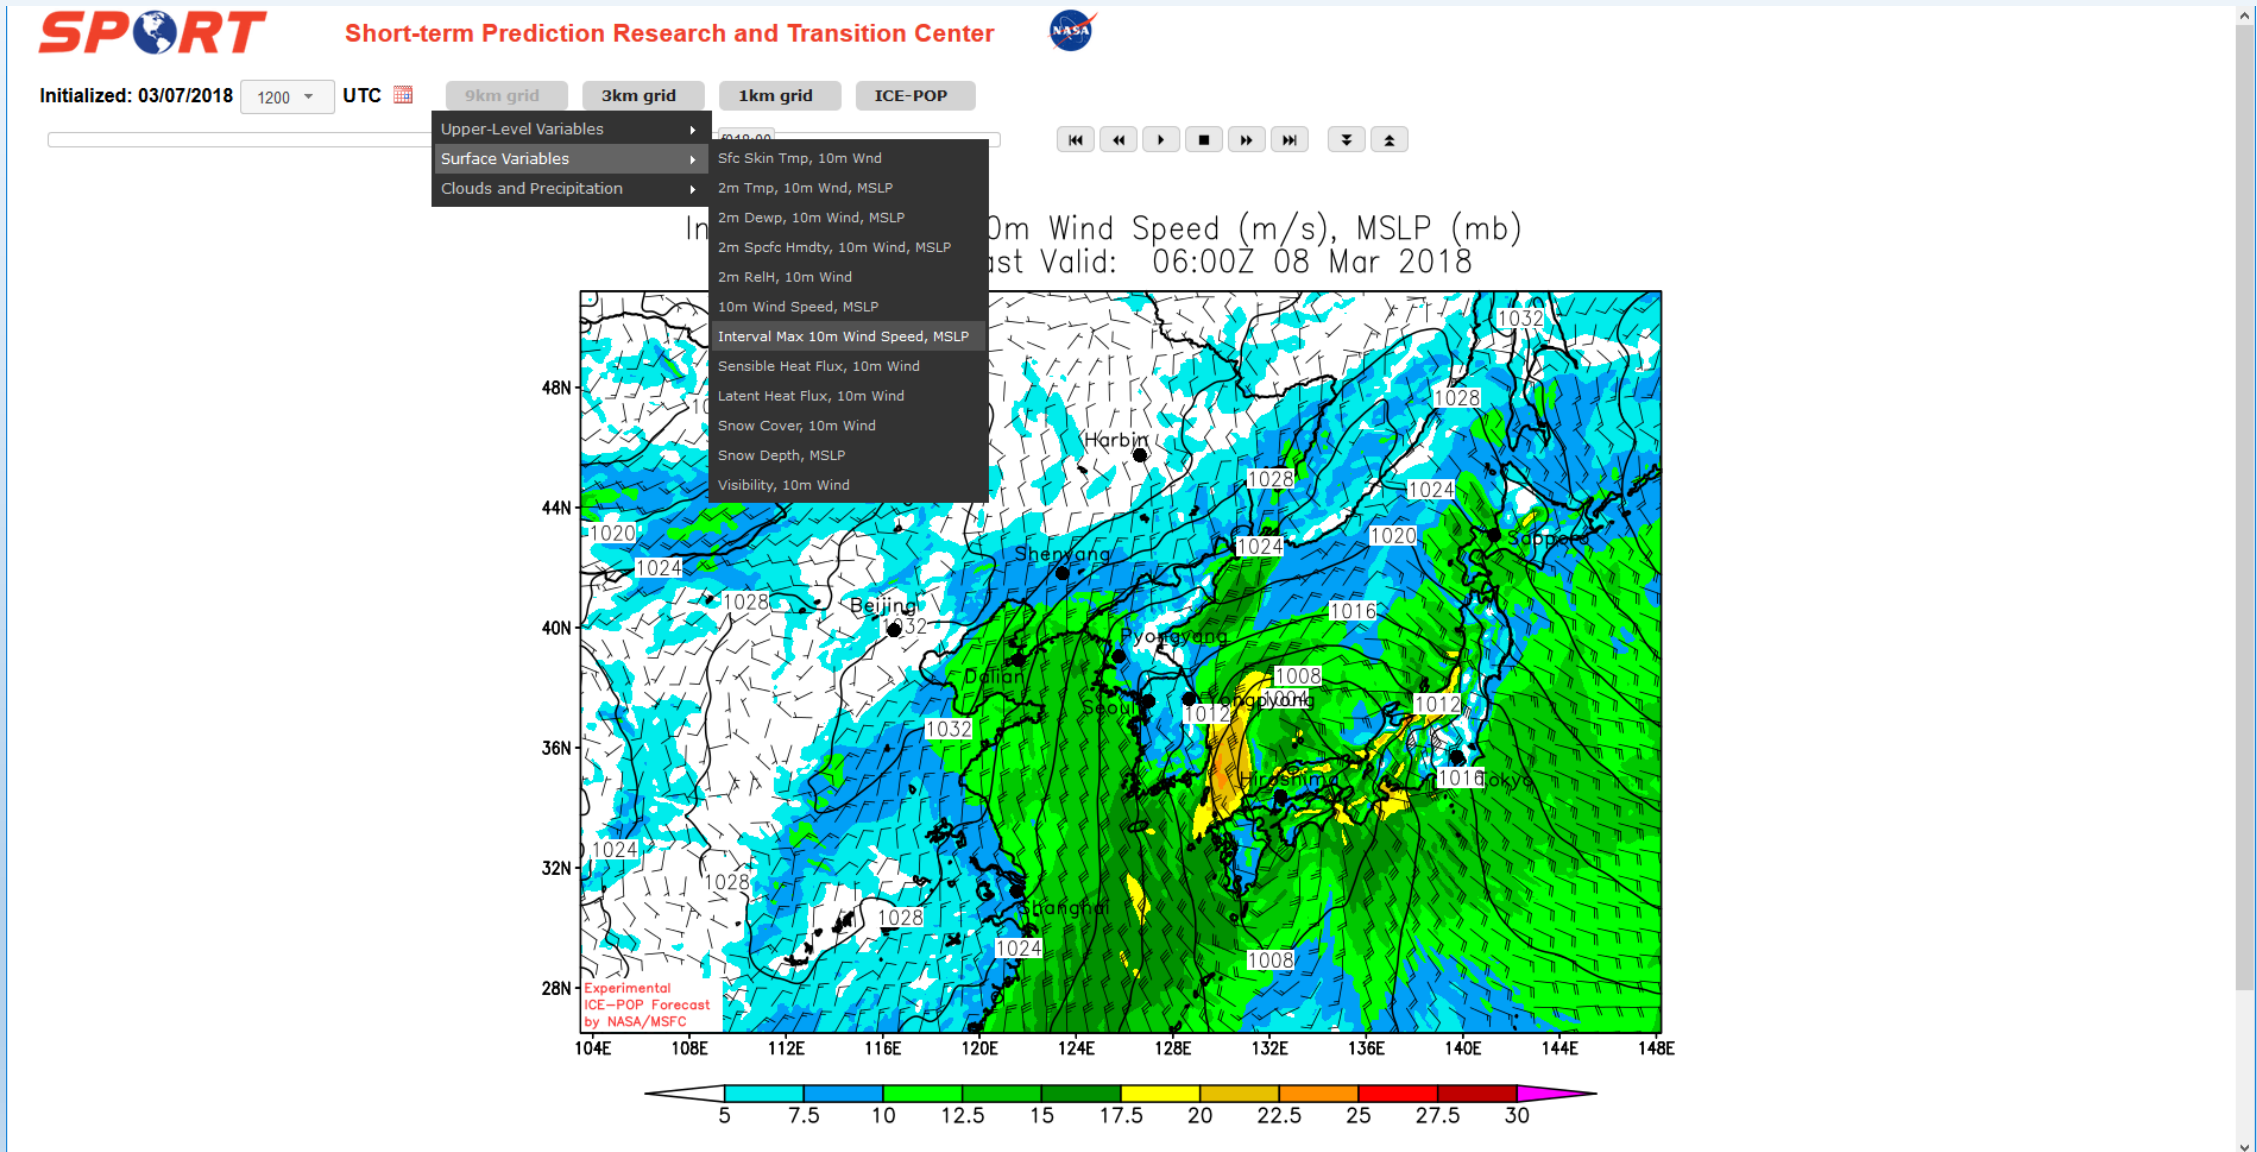 SPORT
Short-term Prediction Research and Transition Center
NASA
Initialized: 03/07/2018
1200
UTC
9km grid
3km grid
1km grid
ICE-POP
Upper-Level Variables
Surface Variables
Clouds and Precipitation
f018:00
Sfc Skin Tmp, 10m Wnd
2m Tmp, 10m Wnd, MSLP
2m Dewp, 10m Wind, MSLP
2m Spcfc Hmdty, 10m Wind, MSLP
2m RelH, 10m Wind
10m Wind Speed, MSLP
Interval Max 10m Wind Speed, MSLP
Sensible Heat Flux, 10m Wind
Latent Heat Flux, 10m Wind
Snow Cover, 10m Wind
Snow Depth, MSLP
Visibility, 10m Wind
In 0m Wind Speed (m/s), MSLP (mb)
ast Valid: 06:00Z 08 Mar 2018
1032
48N
1028
Harbin
1028
1024
44N
1020
1020
Shenyang
1024
1024
1028
Sapporo
Beijing
1016
40N
1032
Pyongyang
Dalian
1008
1004
Seoul
1012
Yongpyong
1012
1032
36N
Hiroshima
1016
Tokyo
1024
32N
1028
1028
Shanghai
1024
1008
28N
Experimental
ICE-POP Forecast
by NASA/MSFC
104E 108E 112E 116E 120E 124E 128E 132E 136E 140E 144E 148E
5 7.5 10 12.5 15 17.5 20 22.5 25 27.5 30